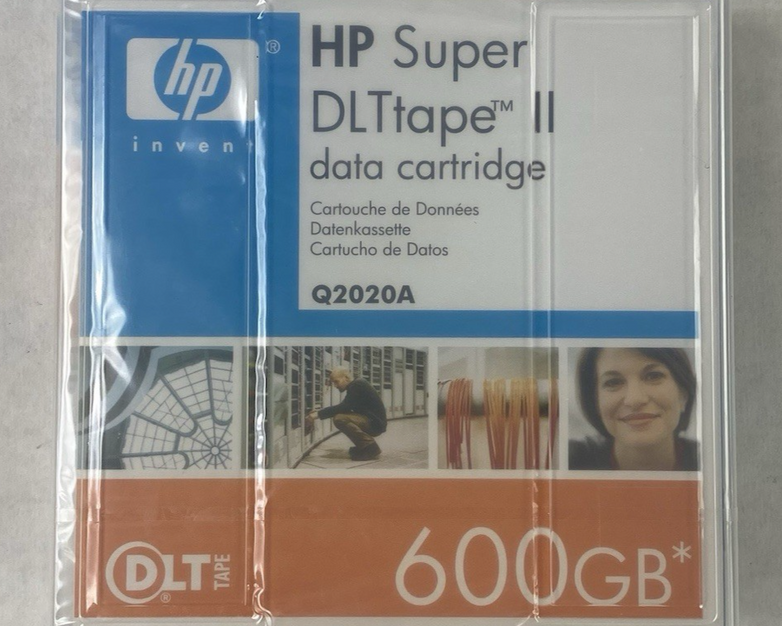 hp®
inven
HP Super
DLTtape™ II
data cartridge
Cartouche de Données
Datenkassette
Cartucho de Datos
Q2020A
DLT® TAPE
600GB*